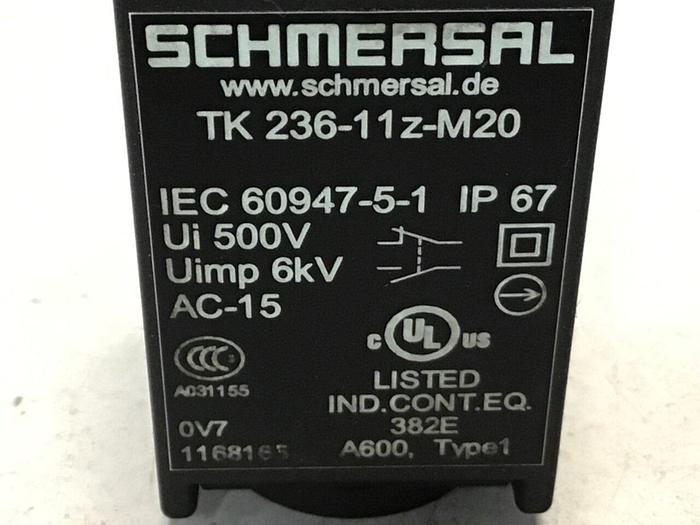 SCHMERSAL
www.schmersal.de
TK 236-11z-M20
IEC 60947-5-1 IP 67
Ui 500V
Uimp 6kV
AC-15
CCC
A031155
c UL us
LISTED
IND.CONT.EQ.
382E
A600, Type1
0V7